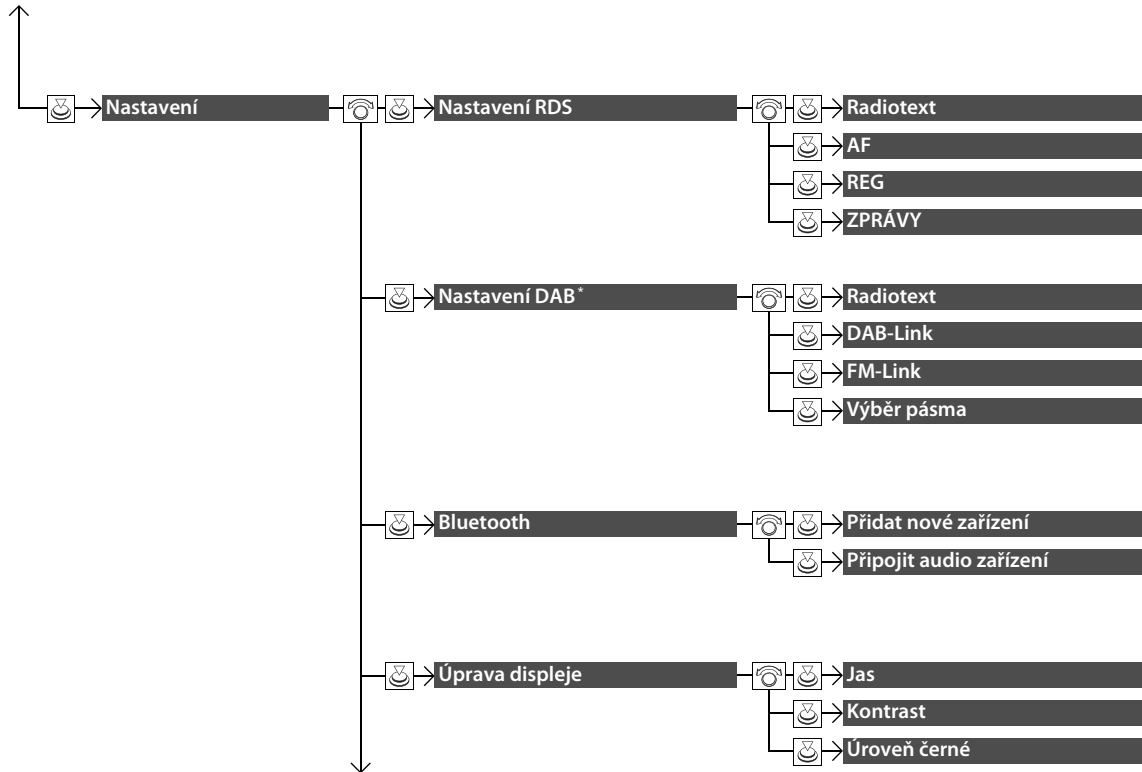 Nastavení
Nastavení RDS
Radiotext
AF
REG
ZPRÁVY
Nastavení DAB*
Radiotext
DAB-Link
FM-Link
Výběr pásma
Bluetooth
Přidat nové zařízení
Připojit audio zařízení
Úprava displeje
Jas
Kontrast
Úroveň černé